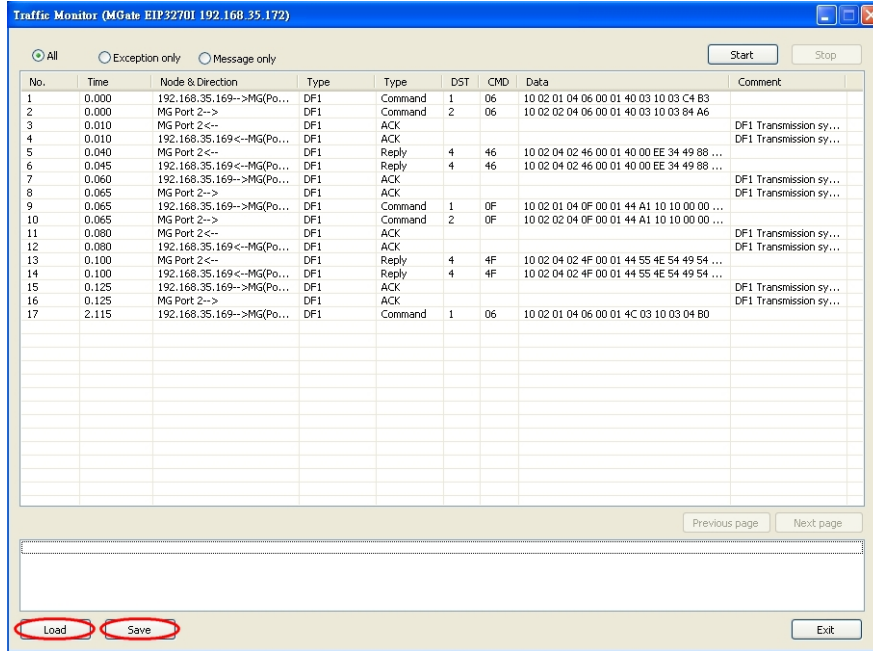 Traffic Monitor (MGate EIP3270I 192.168.35.172)
All Exception only Message only Start Stop
No. Time Node & Direction Type Type DST CMD Data Comment
1 0.000 192.168.35.169-->MG(Po... DF1 Command 1 06 10 02 01 04 06 00 01 40 03 10 03 C4 B3
2 0.000 MG Port 2--> DF1 Command 2 06 10 02 02 04 06 00 01 40 03 10 03 84 A6
3 0.010 MG Port 2<-- DF1 ACK DF1 Transmission sy...
4 0.010 192.168.35.169<--MG(Po... DF1 ACK DF1 Transmission sy...
5 0.040 MG Port 2<-- DF1 Reply 4 46 10 02 04 02 46 00 01 40 00 EE 34 49 88 ...
6 0.045 192.168.35.169<--MG(Po... DF1 Reply 4 46 10 02 04 02 46 00 01 40 00 EE 34 49 88 ...
7 0.060 192.168.35.169-->MG(Po... DF1 ACK DF1 Transmission sy...
8 0.065 MG Port 2--> DF1 ACK DF1 Transmission sy...
9 0.065 192.168.35.169-->MG(Po... DF1 Command 1 0F 10 02 01 04 0F 00 01 44 A1 10 10 00 00 ...
10 0.065 MG Port 2--> DF1 Command 2 0F 10 02 02 04 0F 00 01 44 A1 10 10 00 00 ...
11 0.080 MG Port 2<-- DF1 ACK DF1 Transmission sy...
12 0.080 192.168.35.169<--MG(Po... DF1 ACK DF1 Transmission sy...
13 0.100 MG Port 2<-- DF1 Reply 4 4F 10 02 04 02 4F 00 01 44 55 4E 54 49 54 ...
14 0.100 192.168.35.169<--MG(Po... DF1 Reply 4 4F 10 02 04 02 4F 00 01 44 55 4E 54 49 54 ...
15 0.125 192.168.35.169-->MG(Po... DF1 ACK DF1 Transmission sy...
16 0.125 MG Port 2--> DF1 ACK DF1 Transmission sy...
17 2.115 192.168.35.169-->MG(Po... DF1 Command 1 06 10 02 01 04 06 00 01 4C 03 10 03 04 B0
Previous page Next page
Load Save Exit